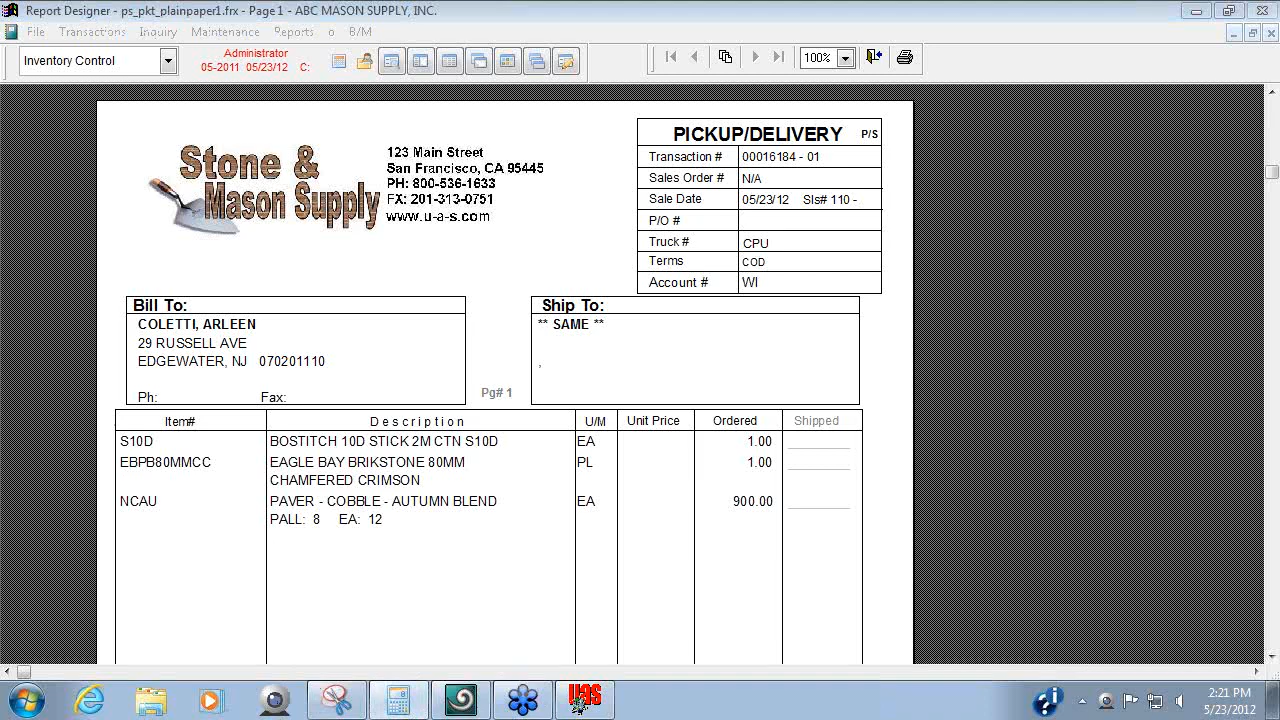 Report Designer - ps_pkt_plainpaper1.frx - Page 1 - ABC MASON SUPPLY, INC.
File Transactions Inquiry Maintenance Reports o B/M
Inventory Control
Administrator
05-2011 05/23/12 C:
100%
Stone &
Mason Supply
123 Main Street
San Francisco, CA 95445
PH: 800-536-1633
FX: 201-313-0751
www.u-a-s.com
PICKUP/DELIVERY P/S
Transaction # 00016184 - 01
Sales Order # N/A
Sale Date 05/23/12 Sls# 110 -
P/O #
Truck # CPU
Terms COD
Account # WI
Bill To:
COLETTI, ARLEEN
29 RUSSELL AVE
EDGEWATER, NJ 070201110
Ph: Fax:
Pg# 1
Ship To:
** SAME **
,
Item# Description U/M Unit Price Ordered Shipped
S10D BOSTITCH 10D STICK 2M CTN S10D EA 1.00
EBPB80MMCC EAGLE BAY BRIKSTONE 80MM PL 1.00
CHAMFERED CRIMSON
NCAU PAVER - COBBLE - AUTUMN BLEND EA 900.00
PALL: 8 EA: 12
uas
2:21 PM
5/23/2012